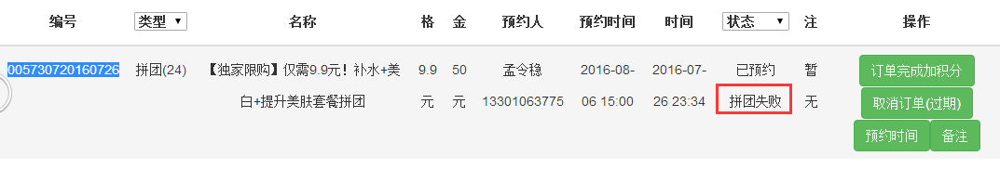 编号 类型 名称 格 金 预约人 预约时间 时间 状态 注 操作
005730720160726 拼团(24) 【独家限购】仅需9.9元！补水+美 9.9 50 孟令稳 2016-08- 2016-07- 已预约 暂 订单完成加积分
白+提升美肤套餐拼团 元 元 13301063775 06 15:00 26 23:34 拼团失败 无 取消订单(过期)
预约时间 备注